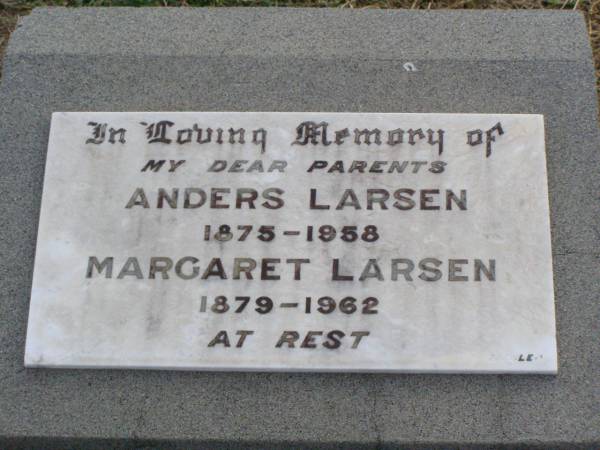 In Loving Memory of
MY DEAR PARENTS
ANDERS LARSEN
1875-1958
MARGARET LARSEN
1879-1962
AT REST